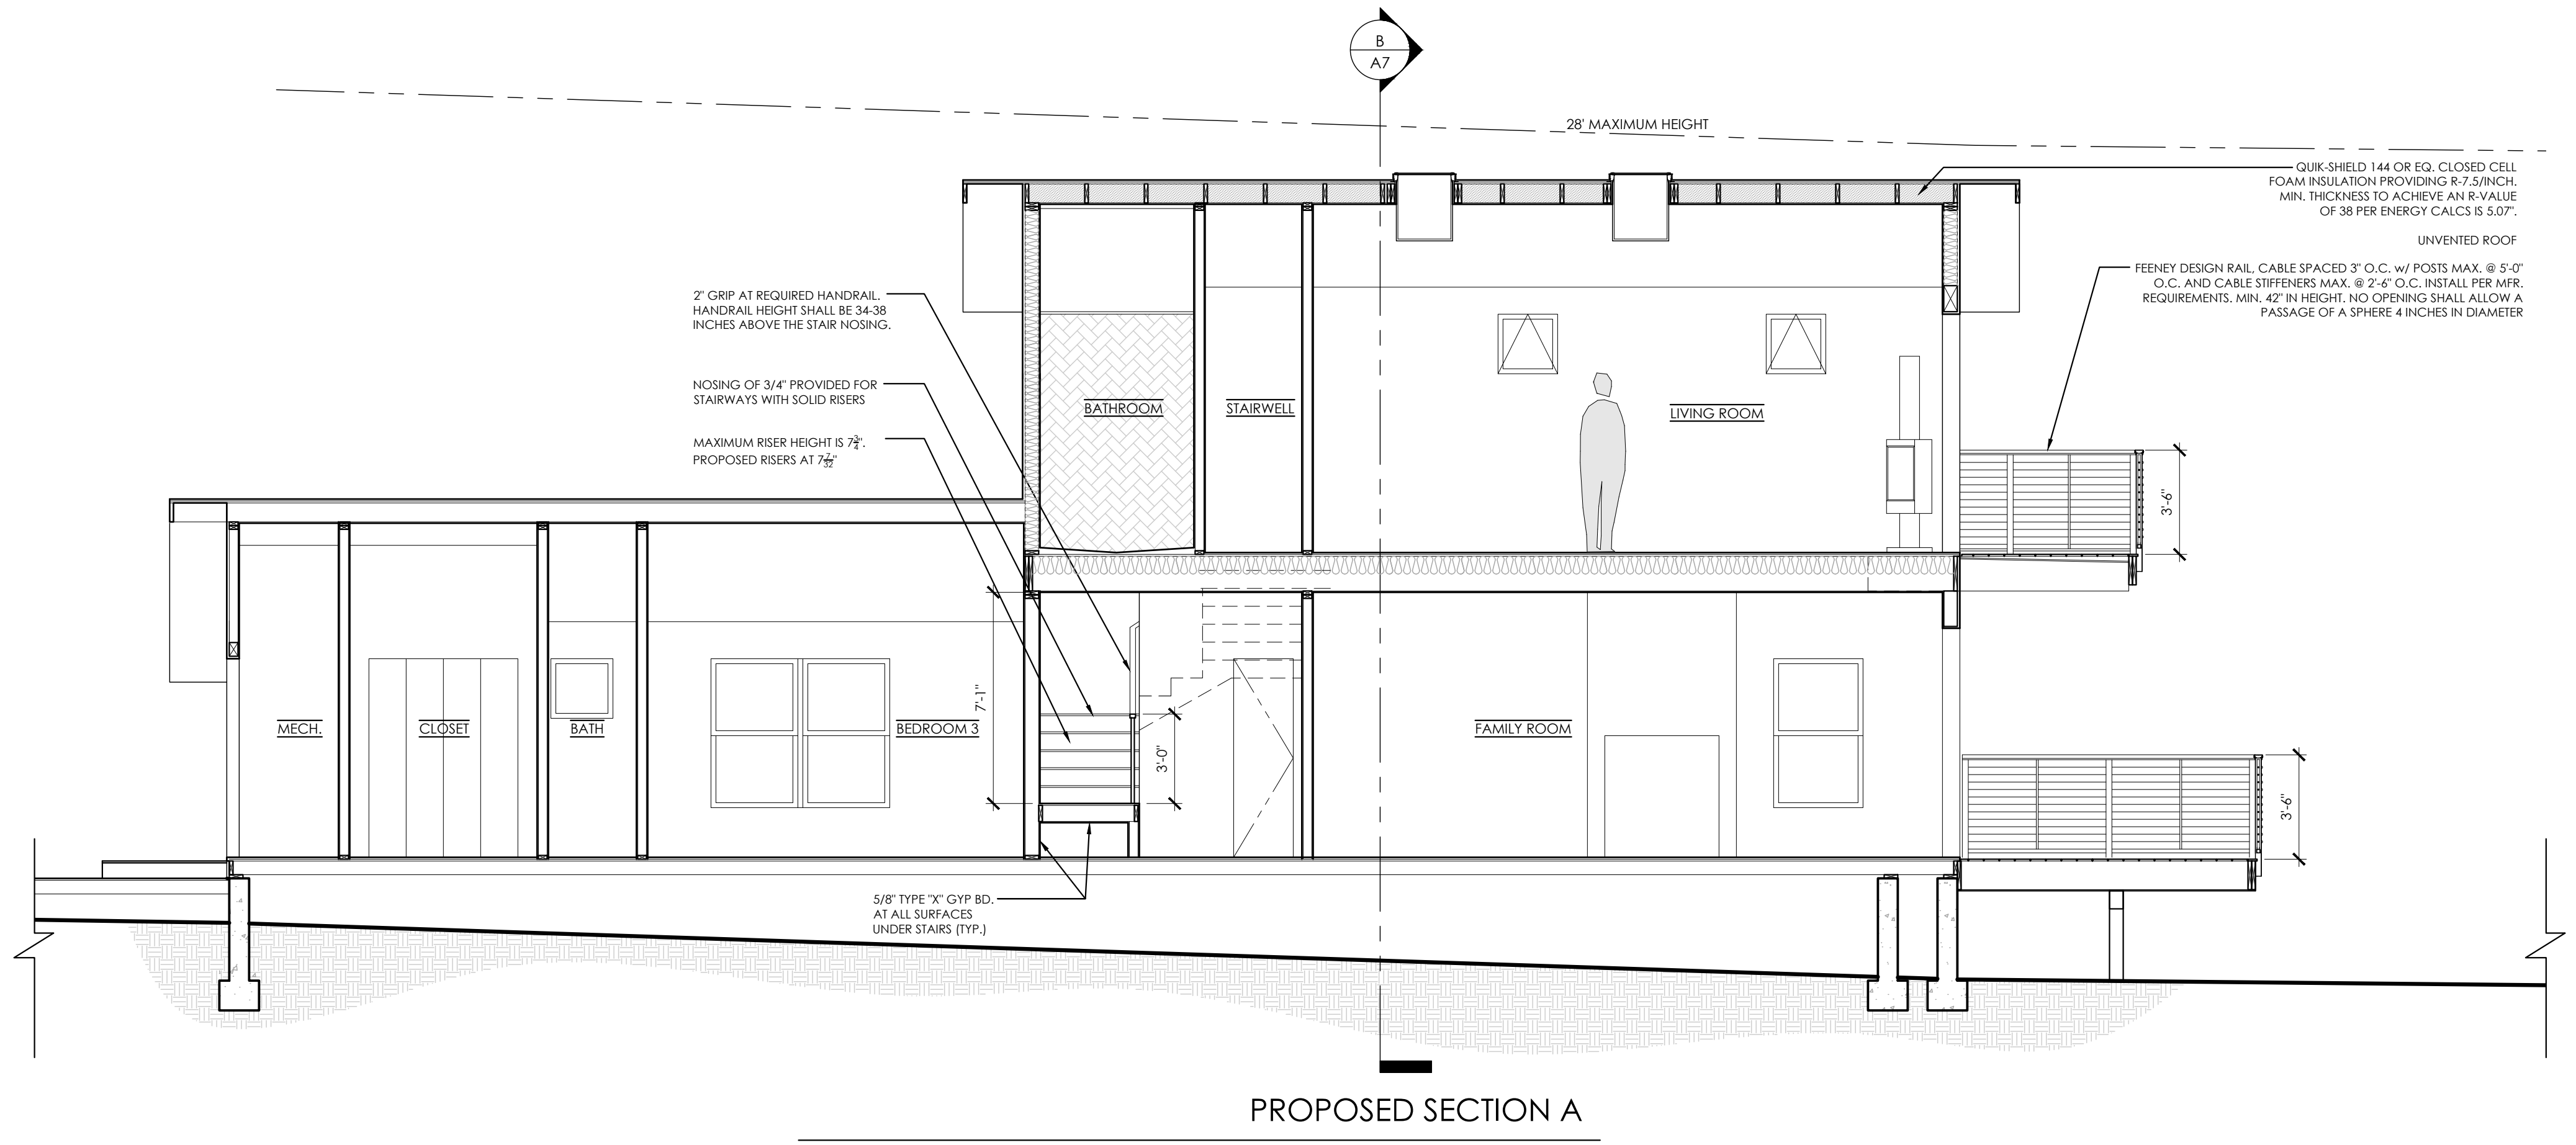 B
A7
28' MAXIMUM HEIGHT
QUIK-SHIELD 144 OR EQ. CLOSED CELL
FOAM INSULATION PROVIDING R-7.5/INCH.
MIN. THICKNESS TO ACHIEVE AN R-VALUE
OF 38 PER ENERGY CALCS IS 5.07".
UNVENTED ROOF
FEENEY DESIGN RAIL, CABLE SPACED 3" O.C. w/ POSTS MAX. @ 5'-0"
O.C. AND CABLE STIFFENERS MAX. @ 2'-6" O.C. INSTALL PER MFR.
REQUIREMENTS. MIN. 42" IN HEIGHT. NO OPENING SHALL ALLOW A
PASSAGE OF A SPHERE 4 INCHES IN DIAMETER
2" GRIP AT REQUIRED HANDRAIL.
HANDRAIL HEIGHT SHALL BE 34-38
INCHES ABOVE THE STAIR NOSING.
NOSING OF 3/4" PROVIDED FOR
STAIRWAYS WITH SOLID RISERS
MAXIMUM RISER HEIGHT IS 7 3/4".
PROPOSED RISERS AT 7 7/32"
BATHROOM
STAIRWELL
LIVING ROOM
3'-6"
7'-1"
3'-0"
MECH.
CLOSET
BATH
BEDROOM 3
FAMILY ROOM
3'-6"
5/8" TYPE "X" GYP BD.
AT ALL SURFACES
UNDER STAIRS (TYP.)
PROPOSED SECTION A